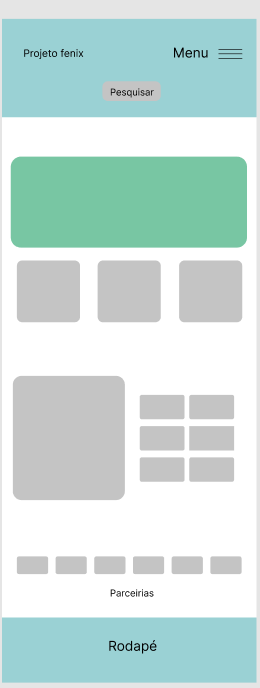 Projeto fenix
Menu
Pesquisar
Parceirias
Rodapé